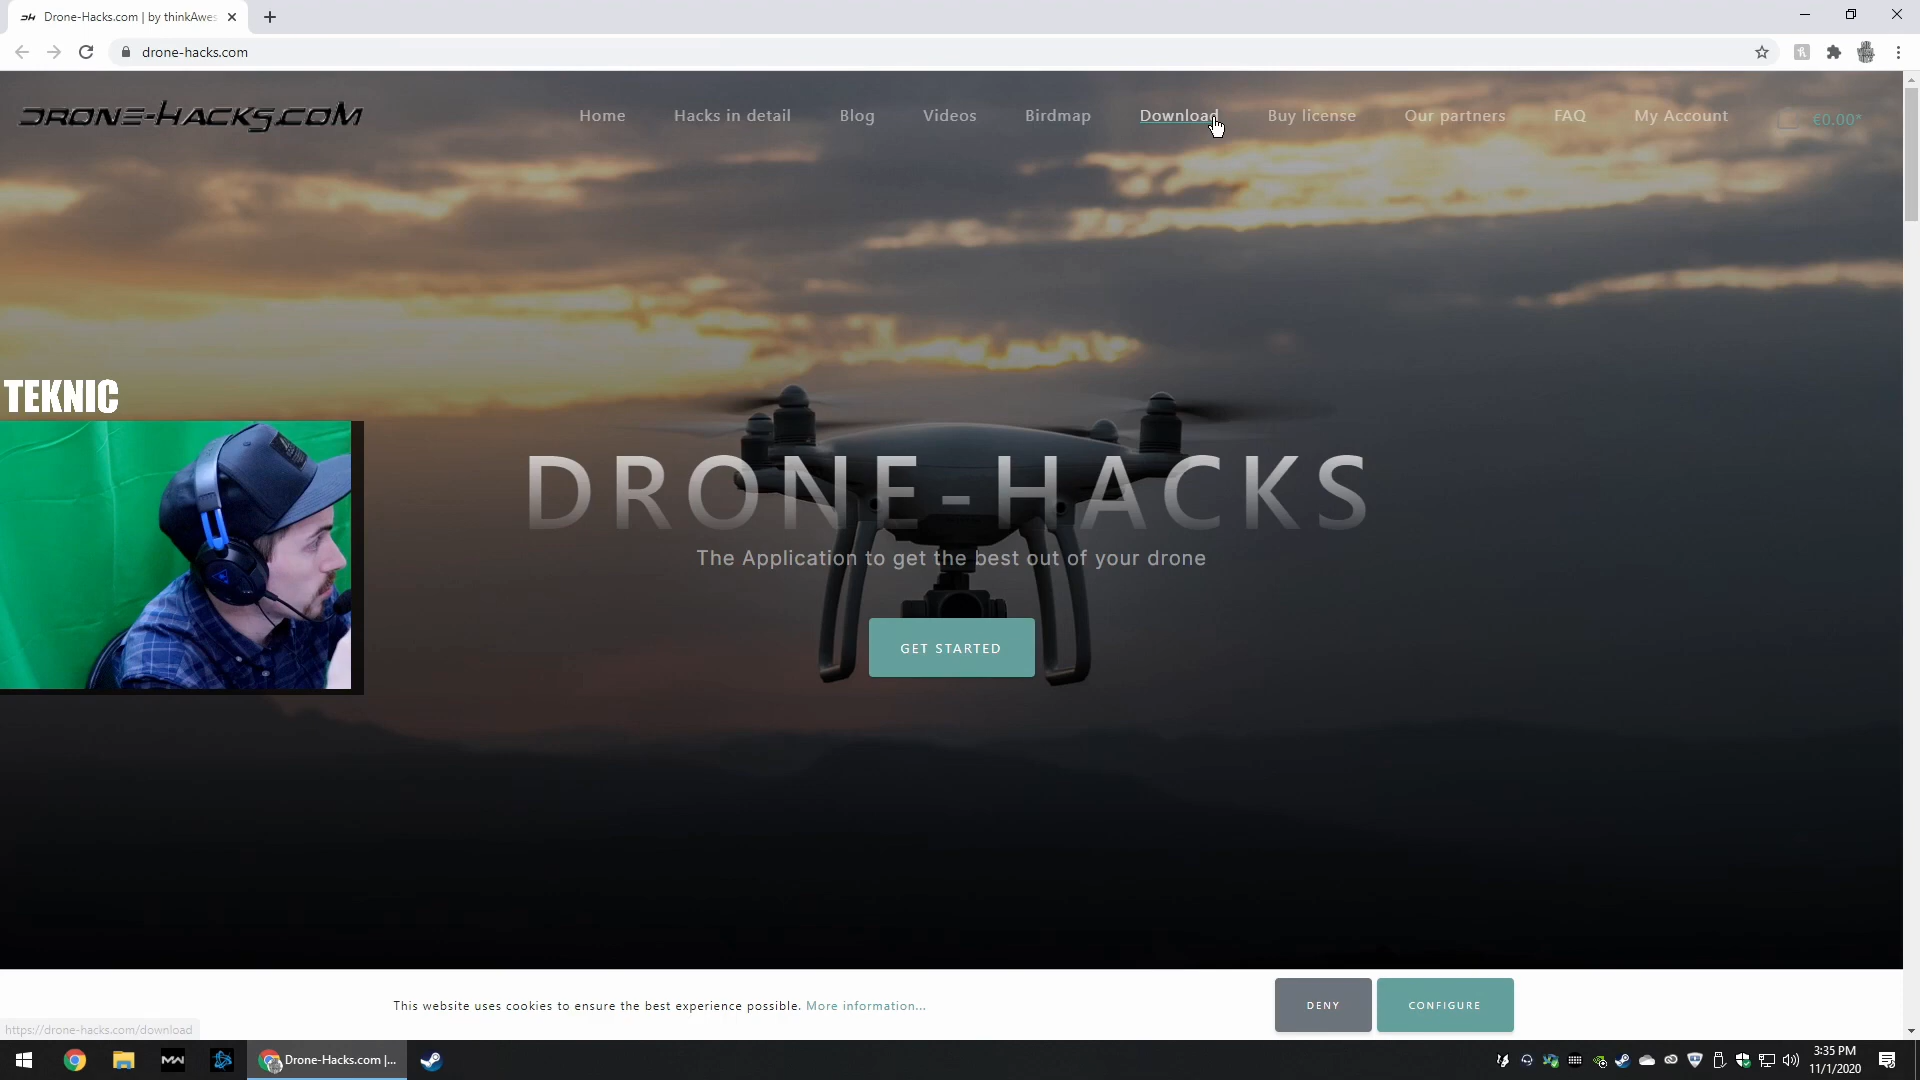 Drone-Hacks.com | by thinkAwes
drone-hacks.com
DRONE-HACKS.COM
Home
Hacks in detail
Blog
Videos
Birdmap
Download
Buy license
Our partners
FAQ
My Account
€0.00*
TEKNIC
DRONE-HACKS
The Application to get the best out of your drone
GET STARTED
This website uses cookies to ensure the best experience possible. More information...
DENY
CONFIGURE
https://drone-hacks.com/download
Drone-Hacks.com |...
3:35 PM
11/1/2020